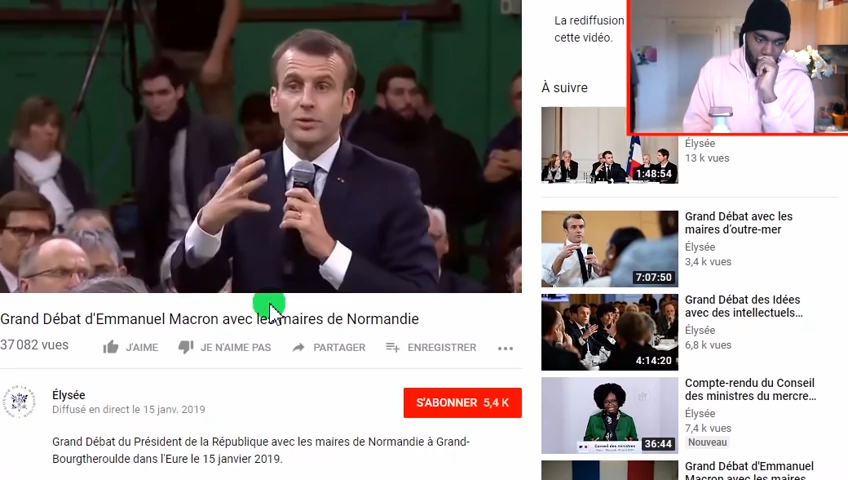 La rediffusion
cette vidéo.
À suivre
Élysée
13 k vues
1:48:54
Grand Débat avec les
maires d'outre-mer
Élysée
3,4 k vues
7:07:50
Grand Débat des Idées
avec des intellectuels...
Élysée
6,8 k vues
4:14:20
Compte-rendu du Conseil
des ministres du mercre...
Élysée
7,4 k vues
Nouveau
36:44
Grand Débat d'Emmanuel
Macron avec les maires
Grand Débat d'Emmanuel Macron avec les maires de Normandie
37 082 vues
J'AIME
JE N'AIME PAS
PARTAGER
ENREGISTRER
Élysée
Diffusé en direct le 15 janv. 2019
S'ABONNER 5,4 K
Grand Débat du Président de la République avec les maires de Normandie à Grand-
Bourgtheroulde dans l'Eure le 15 janvier 2019.